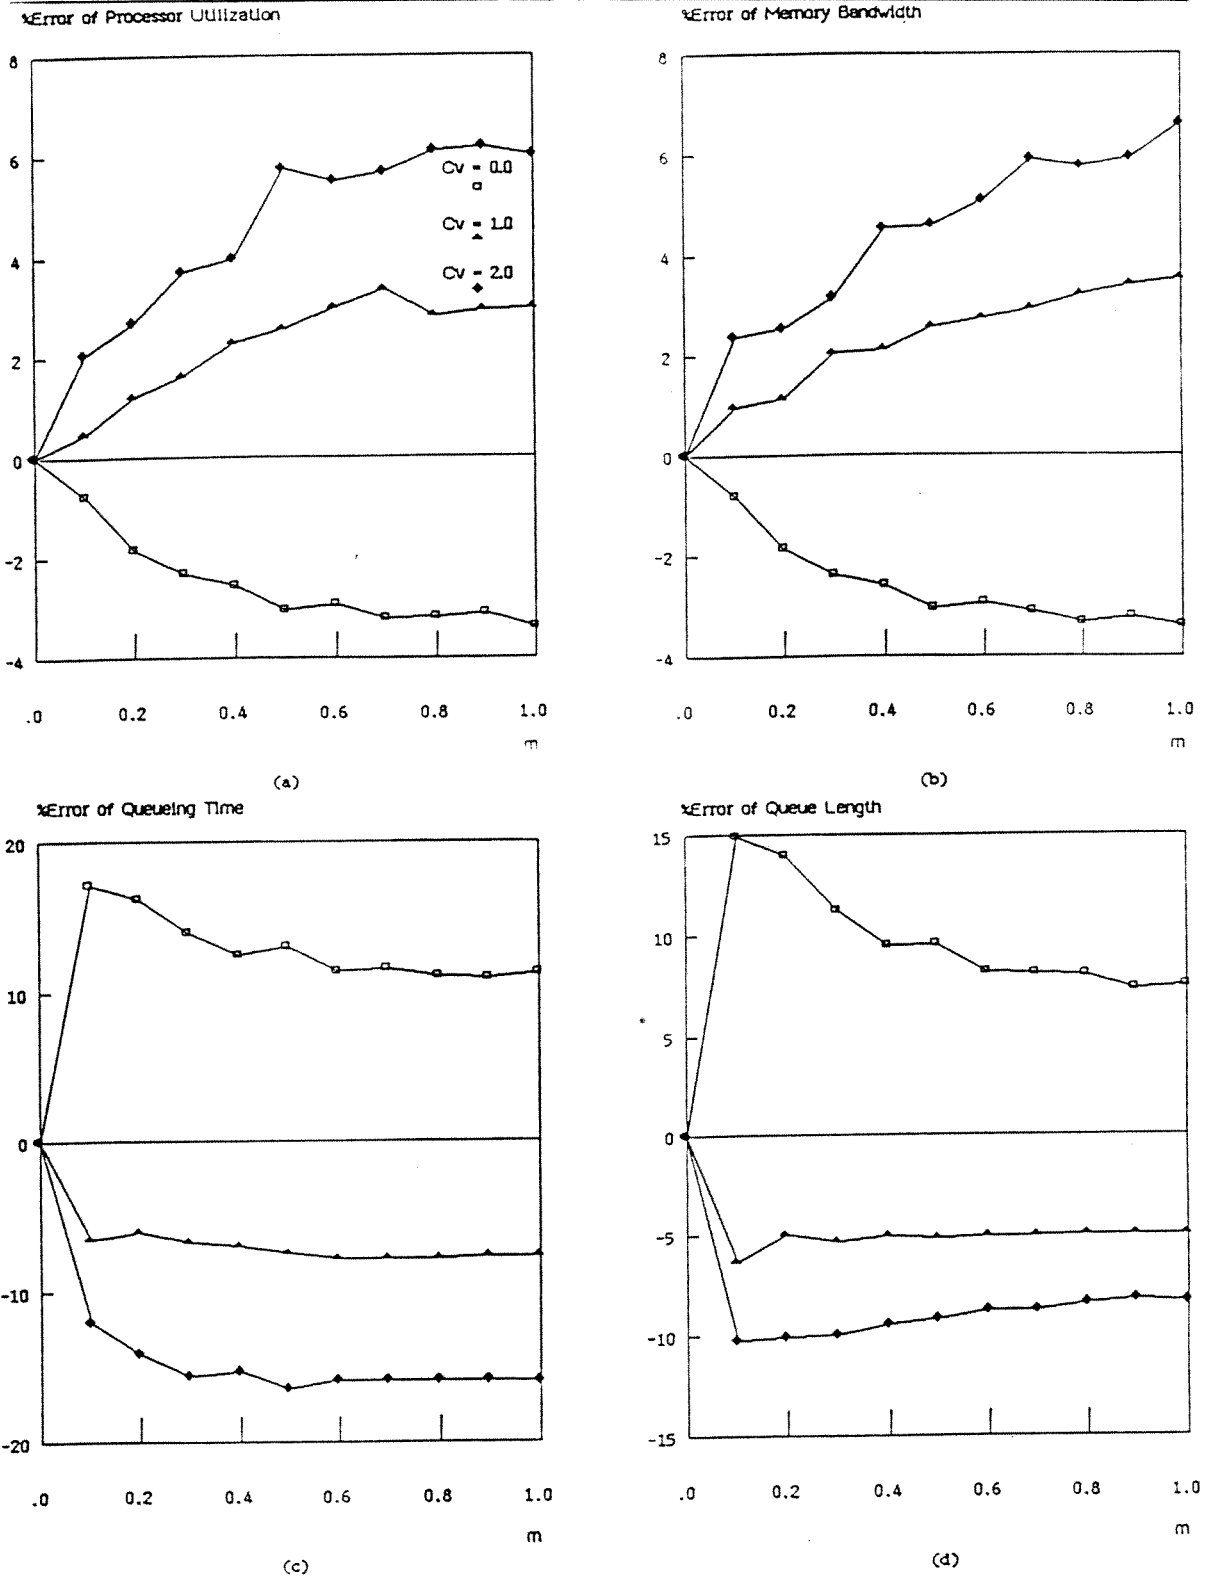 %Error of Processor Utilization
8
6
4
2
0
-2
-4
Cv = 0.0
Cv = 1.0
Cv = 2.0
.0 0.2 0.4 0.6 0.8 1.0
m
(a)
%Error of Memory Bandwidth
8
6
4
2
0
-2
-4
.0 0.2 0.4 0.6 0.8 1.0
m
(b)
%Error of Queueing Time
20
10
0
-10
-20
.0 0.2 0.4 0.6 0.8 1.0
m
(c)
%Error of Queue Length
15
10
5
0
-5
-10
-15
.0 0.2 0.4 0.6 0.8 1.0
m
(d)